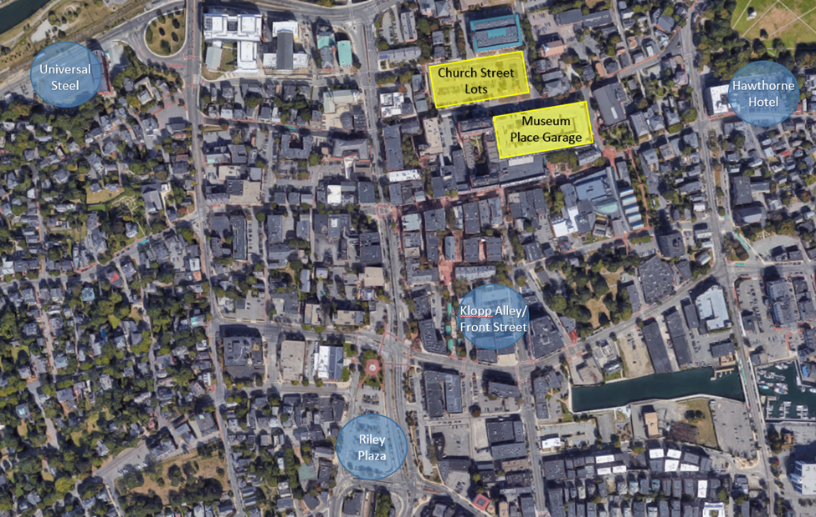 Universal
Steel
Church Street
Lots
Hawthorne
Hotel
Museum
Place Garage
Klopp Alley/
Front Street
Riley
Plaza